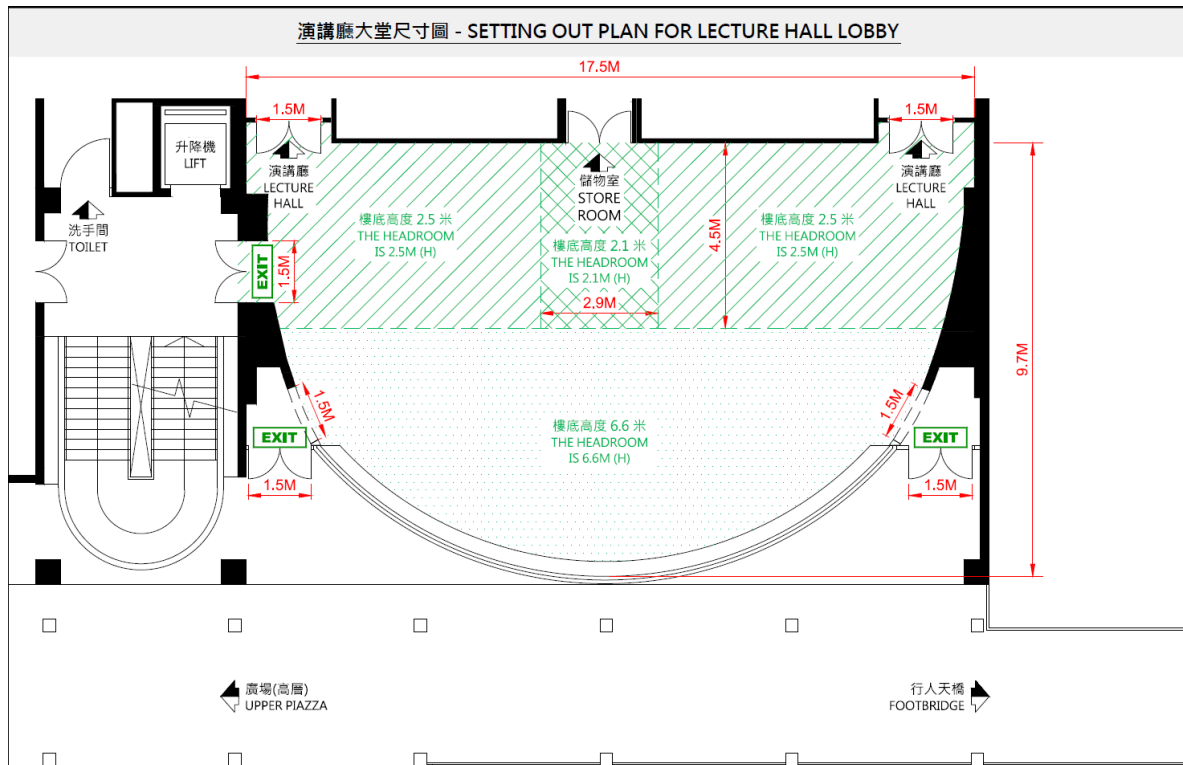 演講廳大堂尺寸圖 - SETTING OUT PLAN FOR LECTURE HALL LOBBY
17.5M
1.5M
1.5M
升降機
LIFT
演講廳
LECTURE
HALL
儲物室
STORE
ROOM
演講廳
LECTURE
HALL
洗手間
TOILET
樓底高度 2.5 米
THE HEADROOM
IS 2.5M (H)
樓底高度 2.1 米
THE HEADROOM
IS 2.1M (H)
4.5M
樓底高度 2.5 米
THE HEADROOM
IS 2.5M (H)
EXIT
1.5M
2.9M
9.7M
1.5M
1.5M
樓底高度 6.6 米
THE HEADROOM
IS 6.6M (H)
EXIT
EXIT
1.5M
1.5M
廣場(高層)
UPPER PIAZZA
行人天橋
FOOTBRIDGE